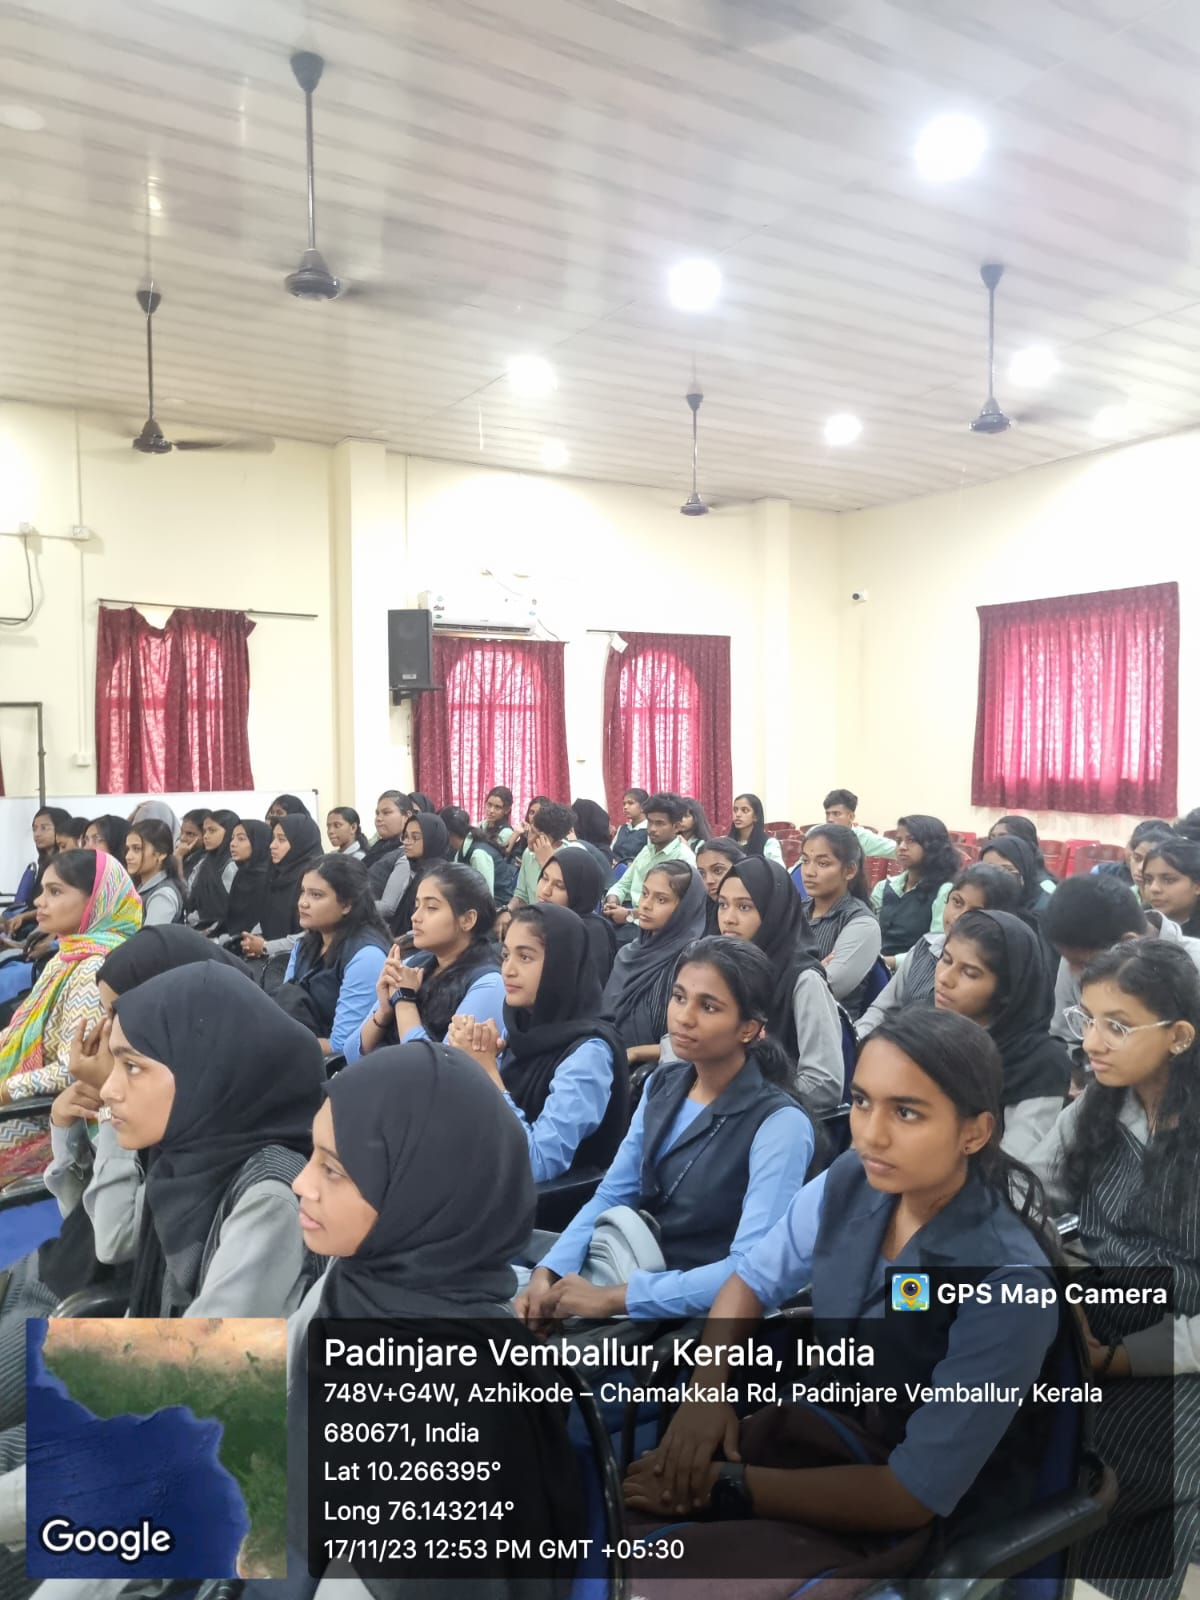 GPS Map Camera
Padinjare Vemballur, Kerala, India
748V+G4W, Azhikode – Chamakkala Rd, Padinjare Vemballur, Kerala
680671, India
Lat 10.266395°
Long 76.143214°
17/11/23 12:53 PM GMT +05:30
Google